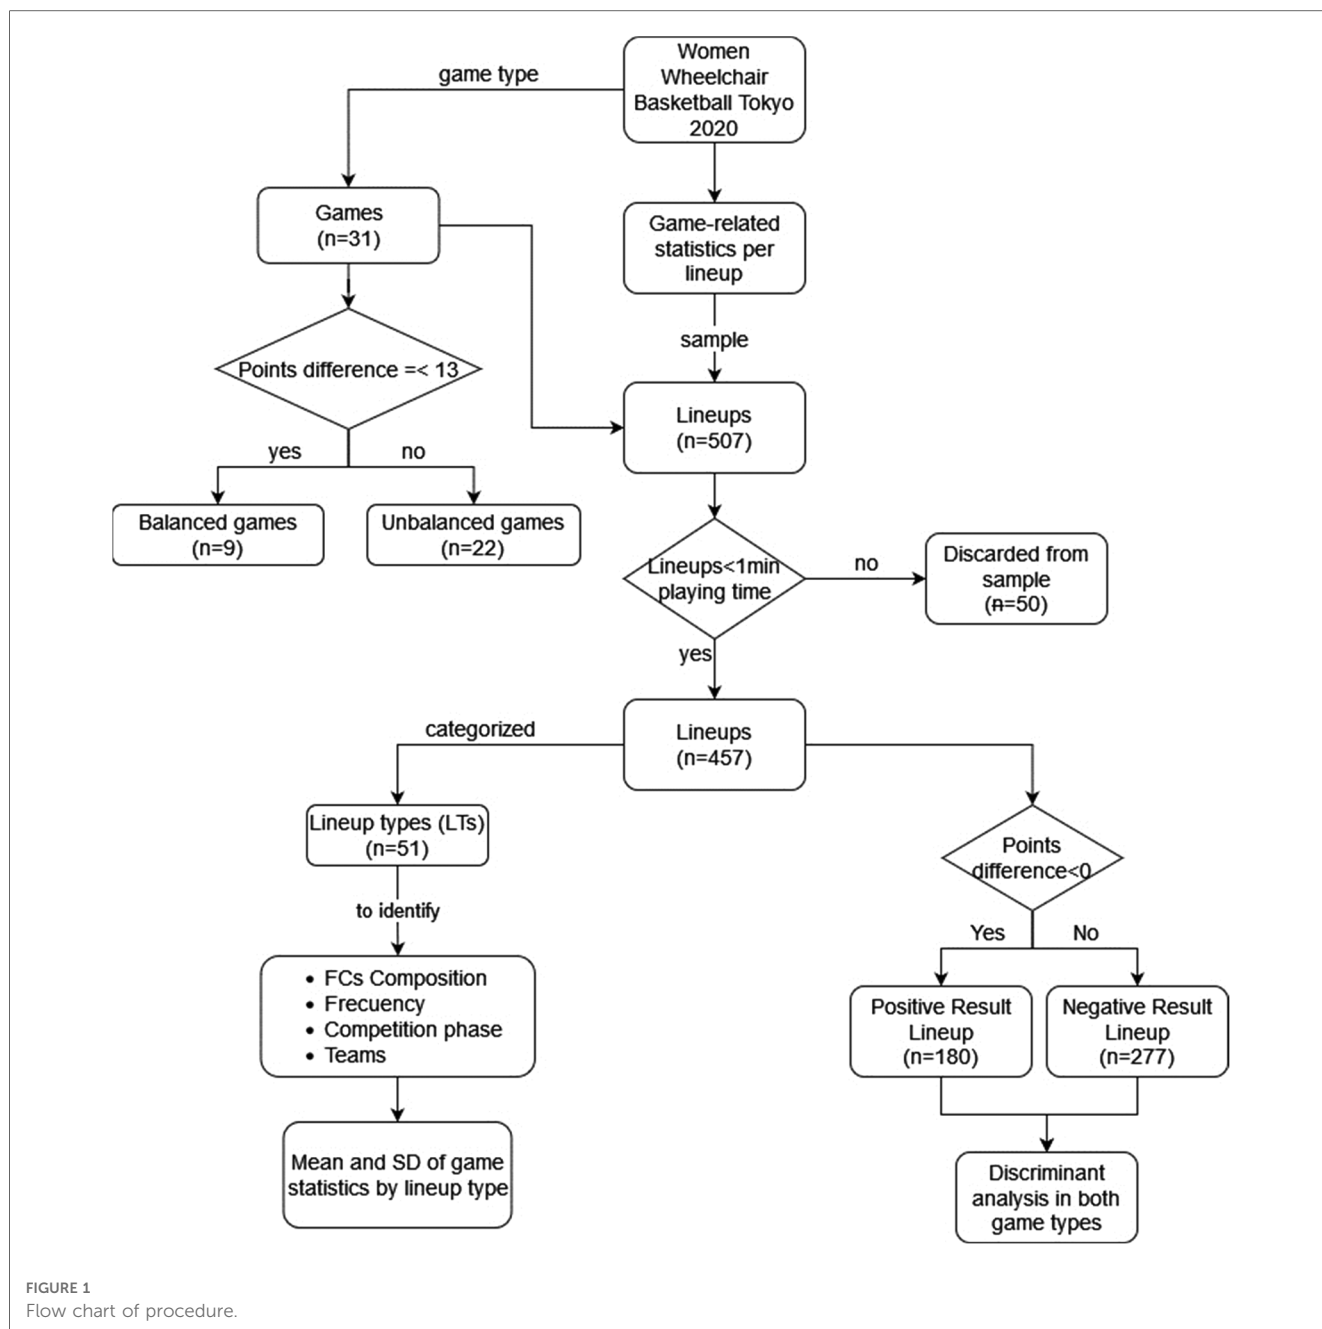 Women
Wheelchair
Basketball Tokyo
2020
game type
Games
(n=31)
Game-related
statistics per
lineup
sample
Points difference =< 13
Lineups
(n=507)
yes
no
Balanced games
(n=9)
Unbalanced games
(n=22)
Lineups<1min
playing time
no
Discarded from
sample
(n=50)
yes
Lineups
(n=457)
categorized
Lineup types (LTs)
(n=51)
Points
difference<0
to identify
Yes
No
• FCs Composition
• Frecuency
• Competition phase
• Teams
Positive Result
Lineup
(n=180)
Negative Result
Lineup
(n=277)
Mean and SD of game
statistics by lineup type
Discriminant
analysis in both
game types
FIGURE 1
Flow chart of procedure.